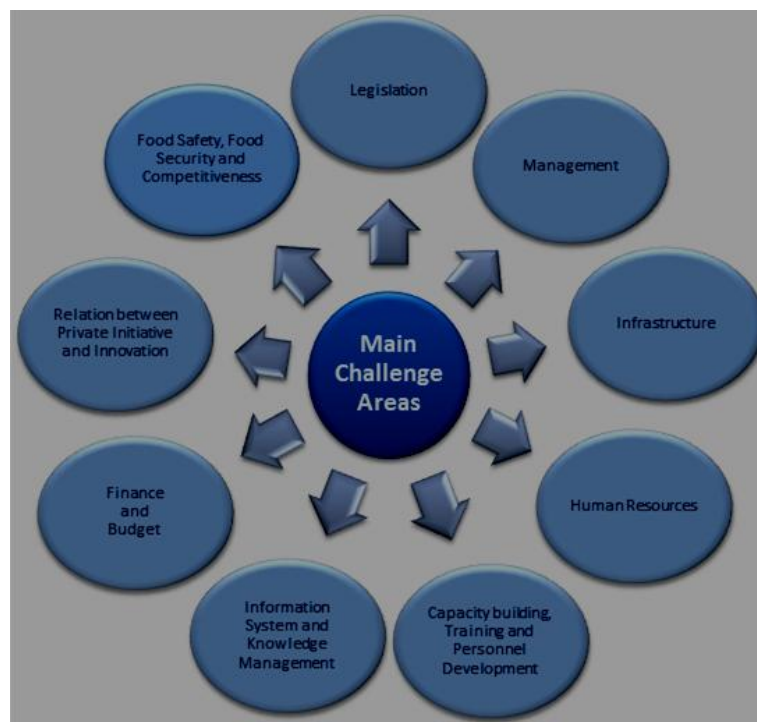 Legislation
Management
Infrastructure
Human Resources
Capacity building,
Training and
Personnel
Development
Information
System and
Knowledge
Management
Finance
and
Budget
Relation between
Private Initiative
and Innovation
Food Safety, Food
Security and
Competitiveness
Main
Challenge
Areas